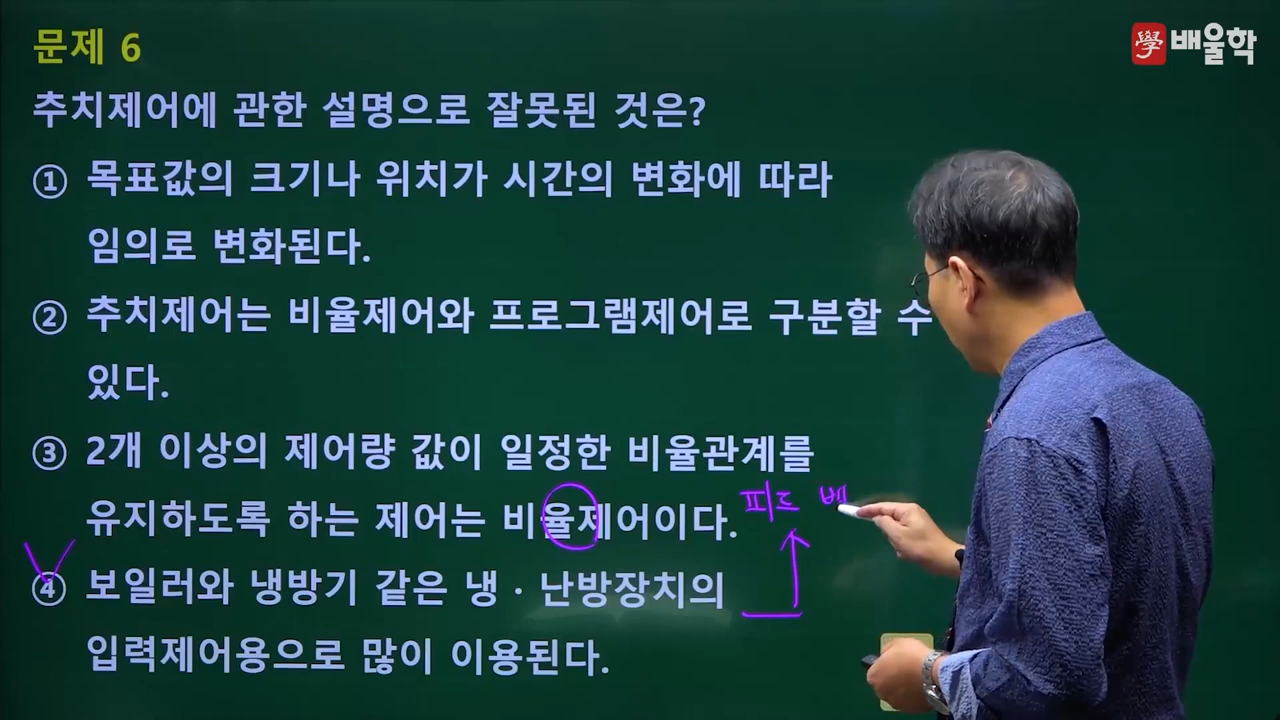 문제 6
學 배울학
추치제어에 관한 설명으로 잘못된 것은?
① 목표값의 크기나 위치가 시간의 변화에 따라
임의로 변화된다.
② 추치제어는 비율제어와 프로그램제어로 구분할 수
있다.
③ 2개 이상의 제어량 값이 일정한 비율관계를
유지하도록 하는 제어는 비율제어이다.
피드 백
④ 보일러와 냉방기 같은 냉·난방장치의
입력제어용으로 많이 이용된다.